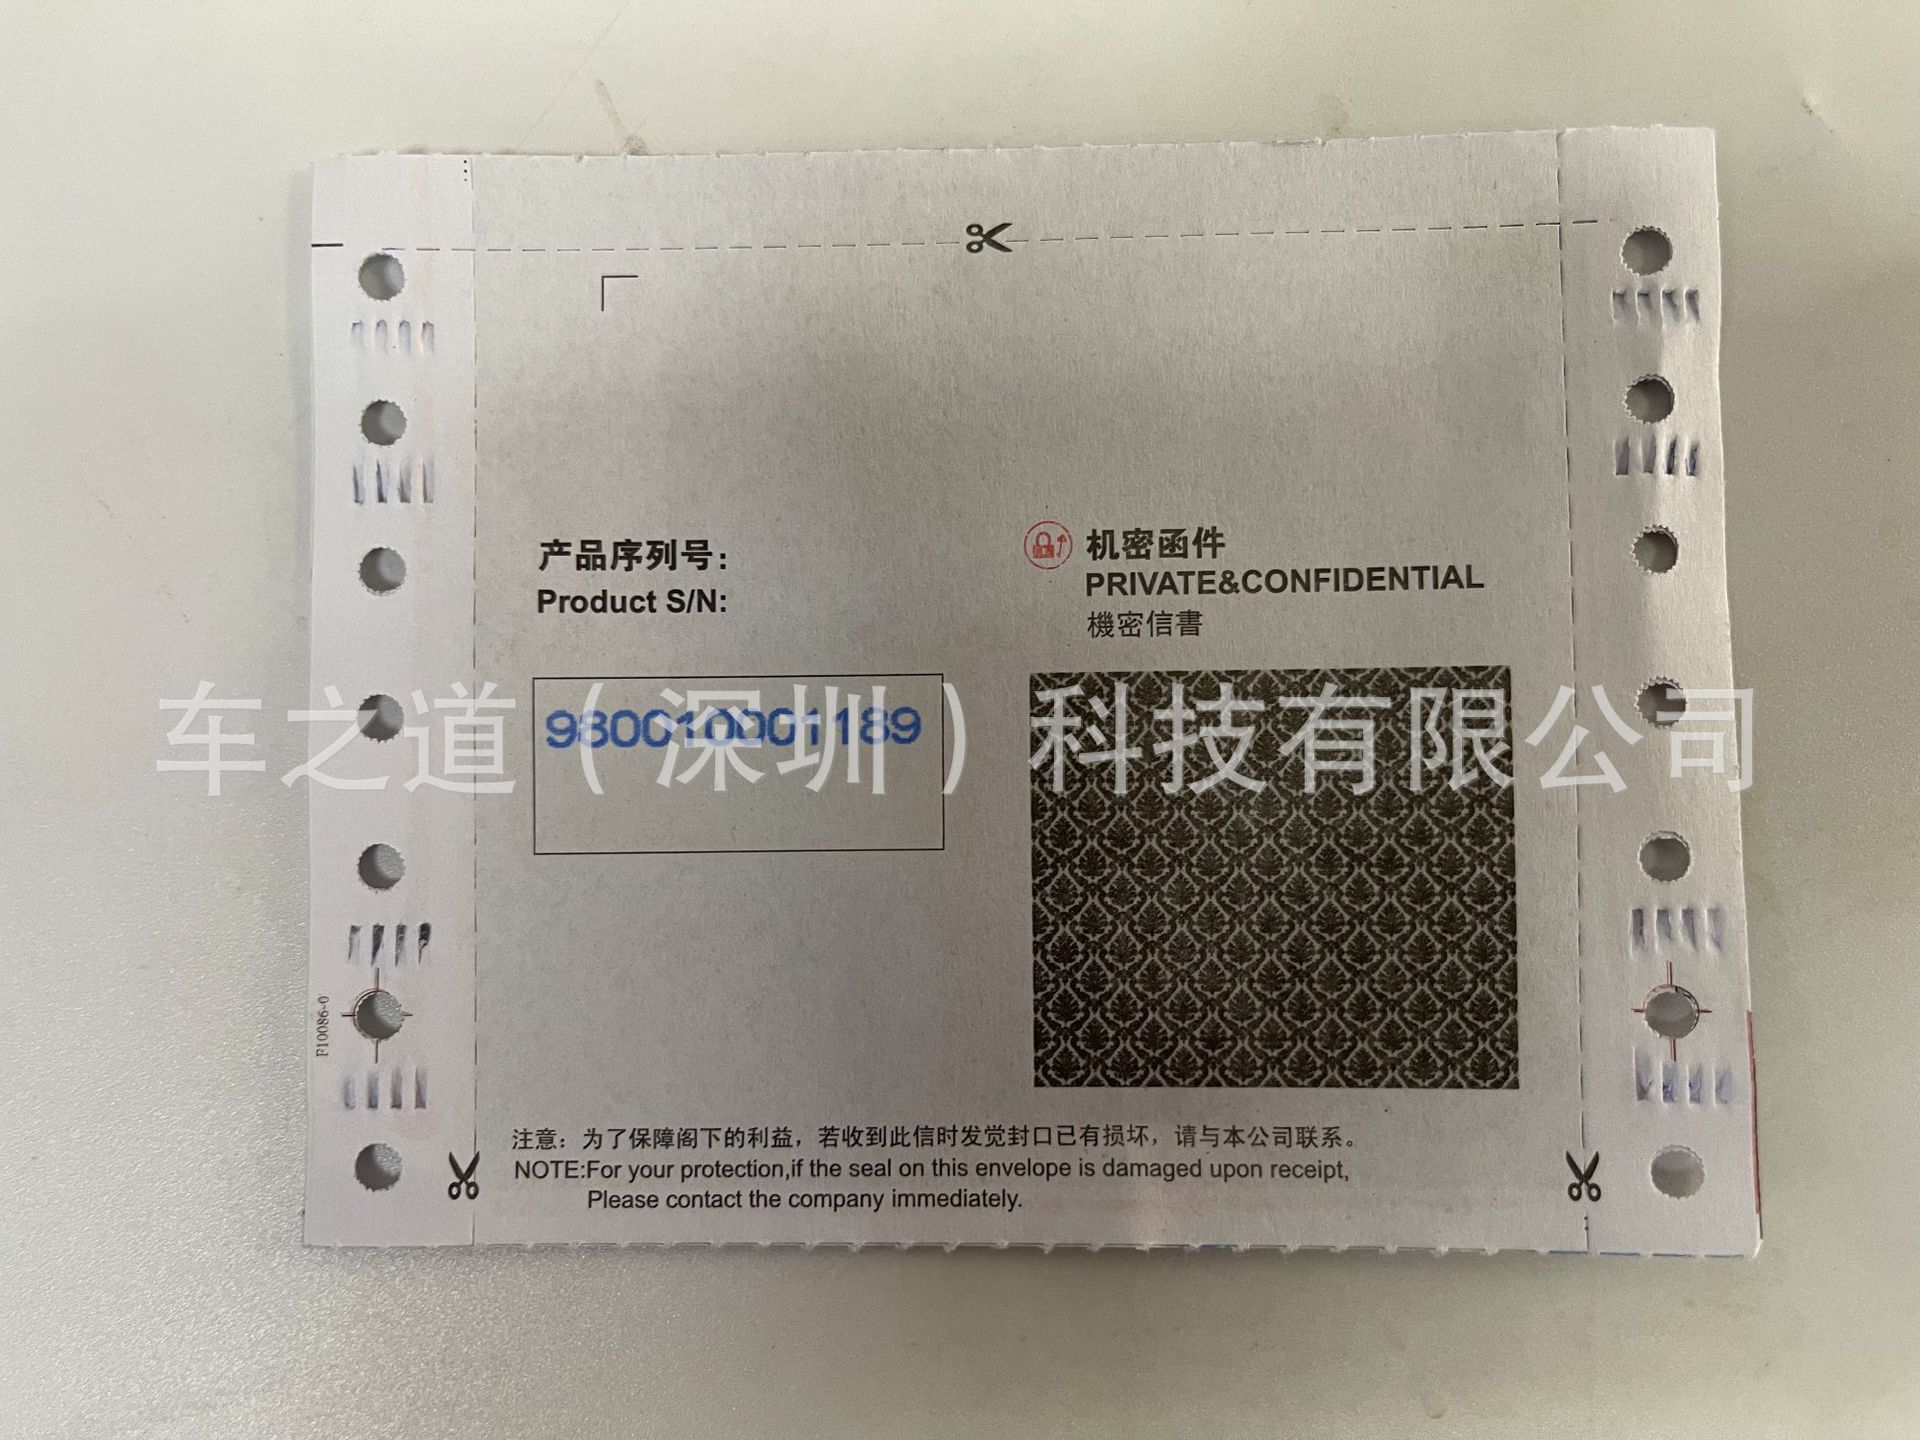 产品序列号:
Product S/N:
机密函件
PRIVATE&CONFIDENTIAL
機密信書
980010001189
车之道（深圳）科技有限公司
F10086-0
注意：为了保障阁下的利益，若收到此信时发觉封口已有损坏，请与本公司联系。
NOTE:For your protection,if the seal on this envelope is damaged upon receipt,
Please contact the company immediately.